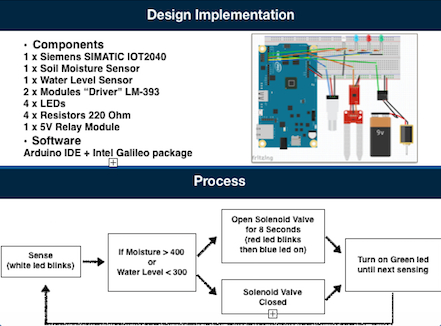 Design Implementation
• Components
1 x Siemens SIMATIC IOT2040
1 x Soil Moisture Sensor
1 x Water Level Sensor
2 x Modules “Driver” LM-393
4 x LEDs
4 x Resistors 220 Ohm
1 x 5V Relay Module
• Software
Arduino IDE + Intel Galileo package
9v
fritzing
Process
Sense
(white led blinks)
If Moisture > 400
or
Water Level < 300
Open Solenoid Valve
for 8 Seconds
(red led blinks
then blue led on)
Solenoid Valve
Closed
Turn on Green led
until next sensing